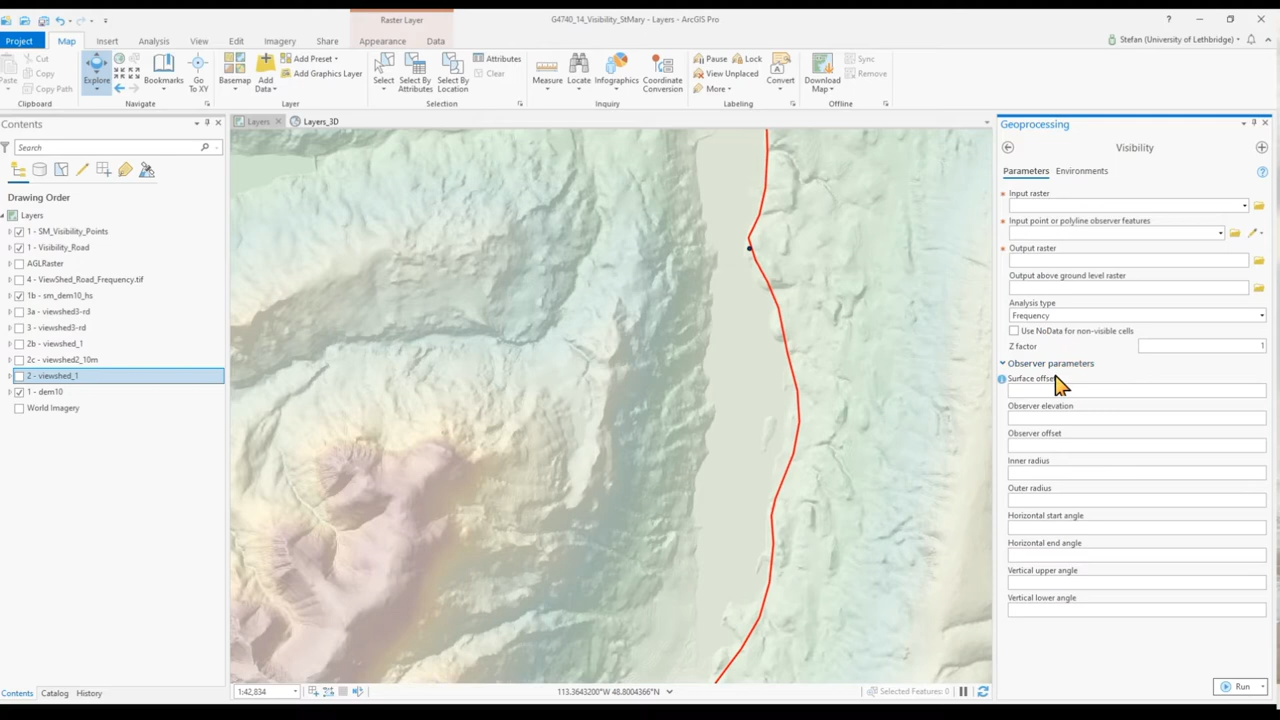 Raster Layer
G4740_14_Visibility_StMary - Layers - ArcGIS Pro
?
Project
Map
Insert
Analysis
View
Edit
Imagery
Share
Appearance
Data
Stefan (University of Lethbridge)
Paste
Cut
Copy
Copy Path
Clipboard
Explore
Bookmarks
Go To XY
Navigate
Basemap
Add Data
Add Preset
Add Graphics Layer
Layer
Select
Select By Attributes
Select By Location
Attributes
Clear
Selection
Measure
Locate
Infographics
Coordinate Conversion
Inquiry
Pause
Lock
View Unplaced
More
Convert
Labeling
Download Map
Sync
Remove
Offline
Contents
Search
Drawing Order
Layers
1 - SM_Visibility_Points
1 - Visibility_Road
AGLRaster
4 - ViewShed_Road_Frequency.tif
1b - sm_dem10_hs
3a - viewshed3-rd
3 - viewshed3-rd
2b - viewshed_1
2c - viewshed2_10m
2 - viewshed_1
1 - dem10
World Imagery
Contents
Catalog
History
Layers
Layers_3D
1:42,834
113.3643200°W 48.8004366°N
Selected Features: 0
Geoprocessing
Visibility
Parameters
Environments
?
Input raster
Input point or polyline observer features
Output raster
Output above ground level raster
Analysis type
Frequency
Use NoData for non-visible cells
Z factor
1
Observer parameters
Surface offset
Observer elevation
Observer offset
Inner radius
Outer radius
Horizontal start angle
Horizontal end angle
Vertical upper angle
Vertical lower angle
Run